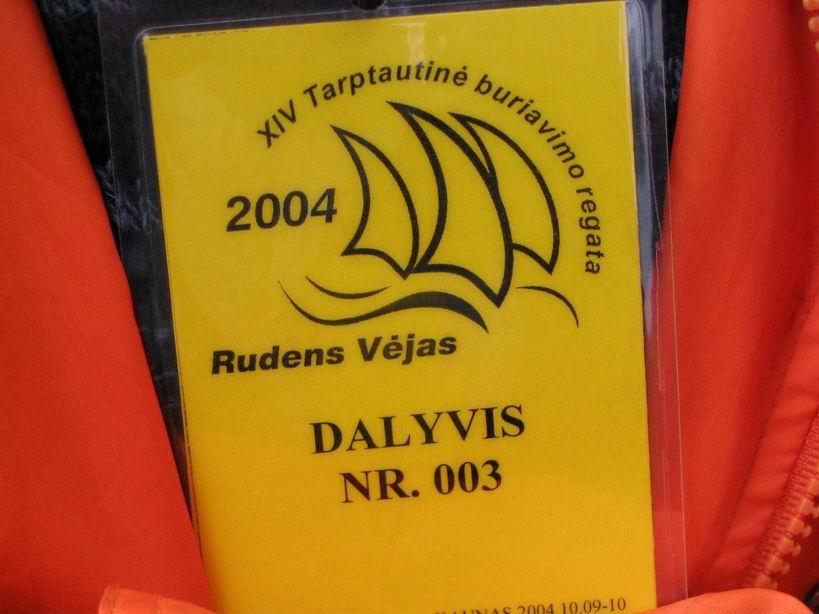 XIV Tarptautinė buriavimo regata
2004
Rudens Vėjas
DALYVIS
NR. 003
2004 10.09-10